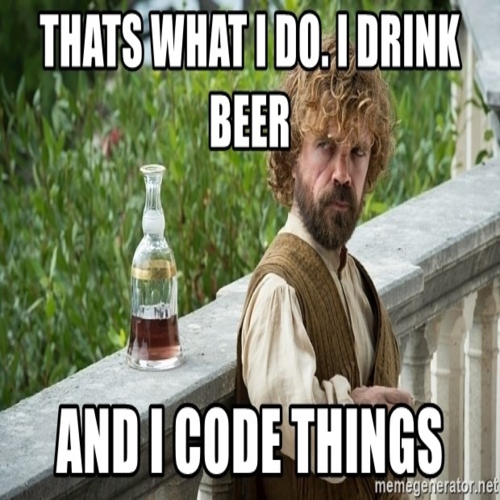 THATS WHAT I DO. I DRINK
BEER
AND I CODE THINGS
memegenerator.net